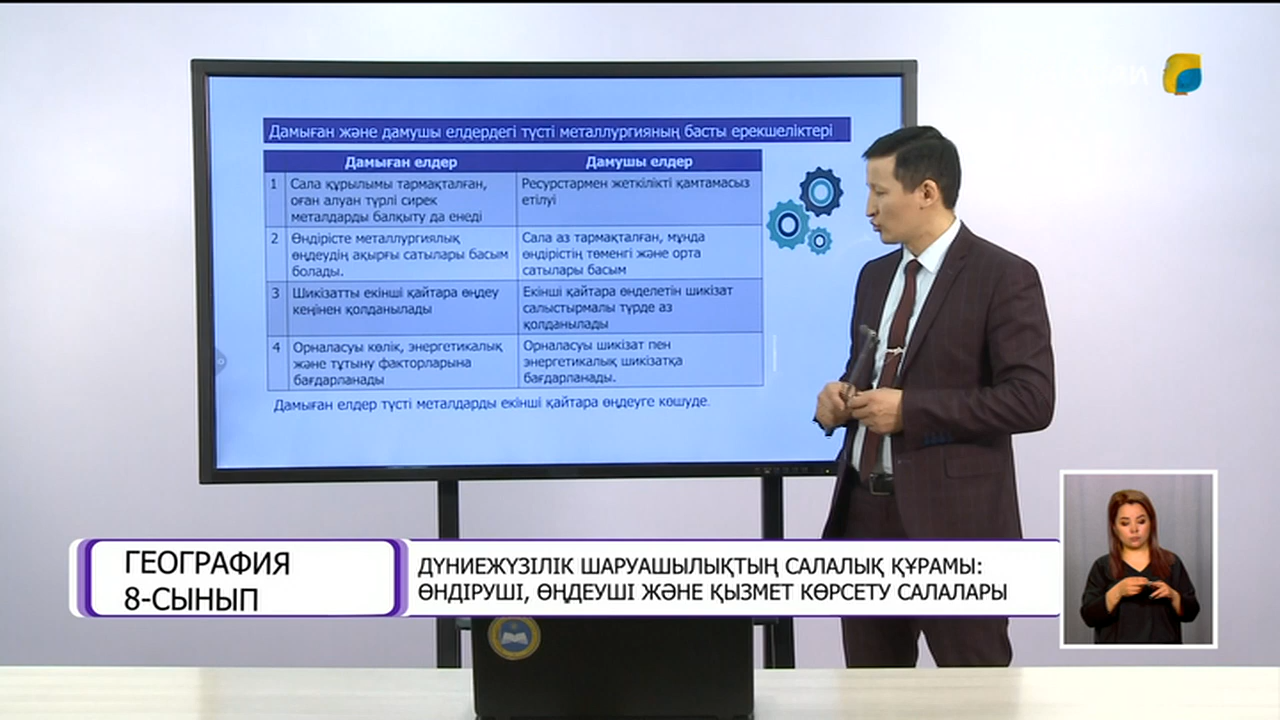 Дамыған және дамушы елдердегі түсті металлургияның басты ерекшеліктері
Дамыған елдер
Дамушы елдер
1
Сала құрылымы тармақталған,
оған алуан түрлі сирек
металдарды балқыту да енеді
Ресурстармен жеткілікті қамтамасыз
етілуі
2
Өндірісте металлургиялық
өңдеудің ақырғы сатылары басым
болады.
Сала аз тармақталған, мұнда
өндірістің төменгі және орта
сатылары басым
3
Шикізатты екінші қайтара өңдеу
кеңінен қолданылады
Екінші қайтара өнделетін шикізат
салыстырмалы түрде аз
қолданылады
4
Орналасуы көлік, энергетикалық
және тұтыну факторларына
бағдарланады
Орналасуы шикізат пен
энергетикалық шикізатқа
бағдарланады.
Дамыған елдер түсті металдарды екінші қайтара өңдеуге көшуде.
ГЕОГРАФИЯ
8-СЫНЫП
ДҮНИЕЖҮЗІЛІК ШАРУАШЫЛЫҚТЫҢ САЛАЛЫҚ ҚҰРАМЫ:
ӨНДІРУШІ, ӨҢДЕУШІ ЖӘНЕ ҚЫЗМЕТ КӨРСЕТУ САЛАЛАРЫ